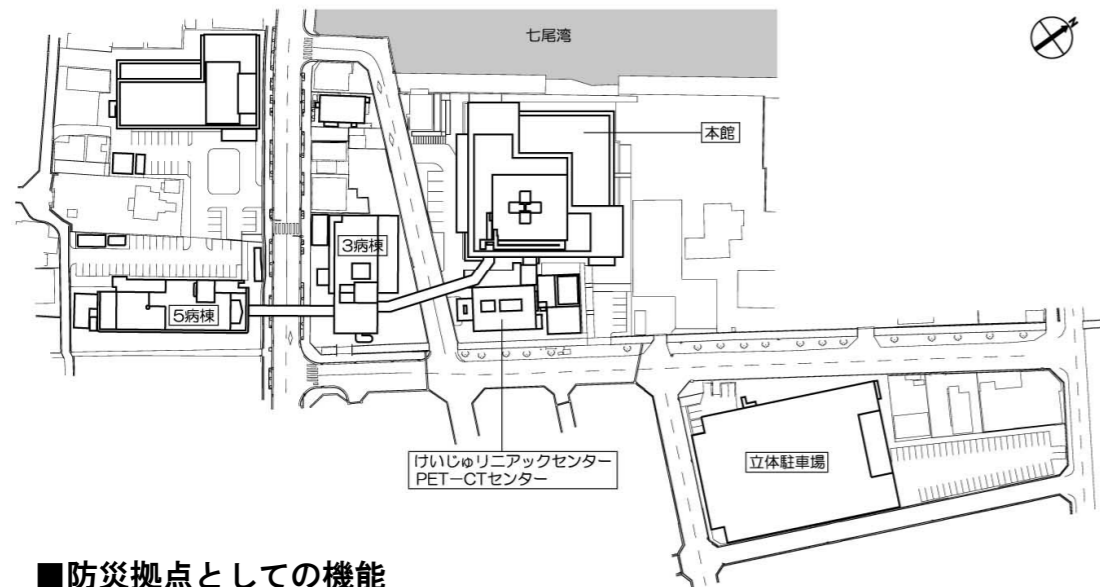 七尾湾
N
本館
3病棟
5病棟
けいじゅリニアックセンター
PET－CTセンター
立体駐車場
■防災拠点としての機能